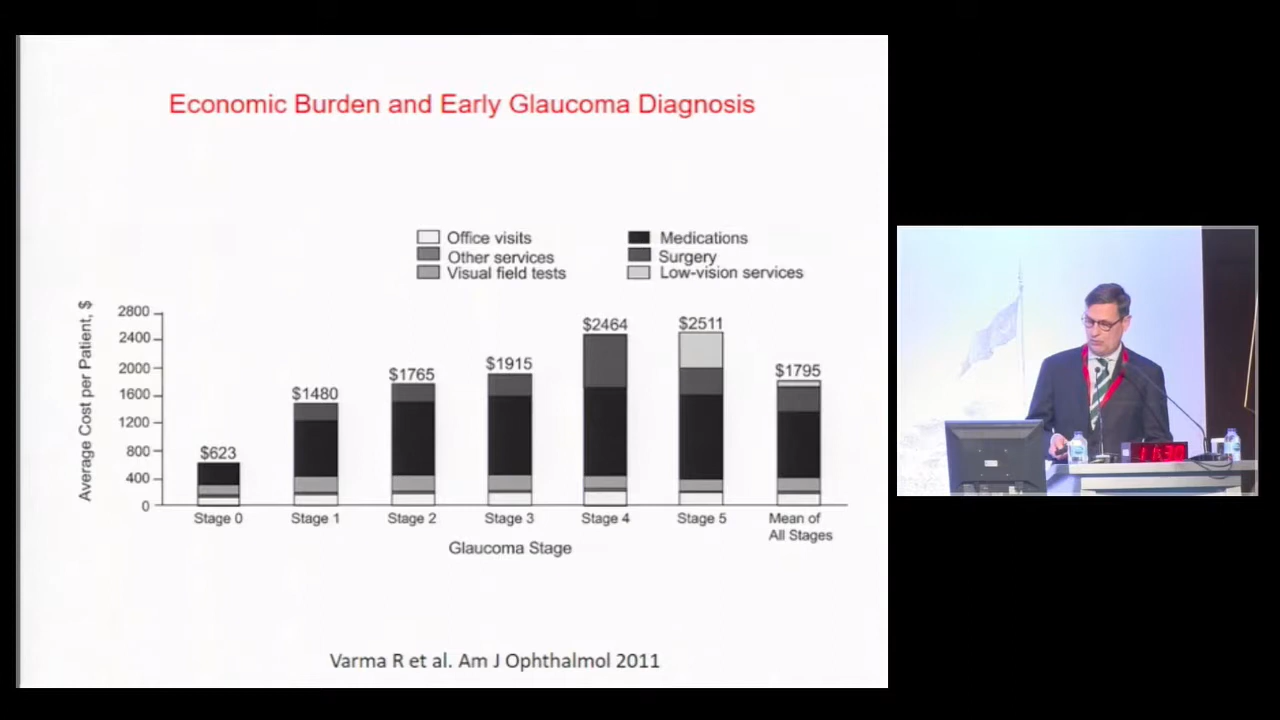 Economic Burden and Early Glaucoma Diagnosis
Office visits
Other services
Visual field tests
Medications
Surgery
Low-vision services
Average Cost per Patient, $
2800
2400
2000
1600
1200
800
400
0
$623
$1480
$1765
$1915
$2464
$2511
$1795
Stage 0
Stage 1
Stage 2
Stage 3
Stage 4
Stage 5
Mean of
All Stages
Glaucoma Stage
Varma R et al. Am J Ophthalmol 2011